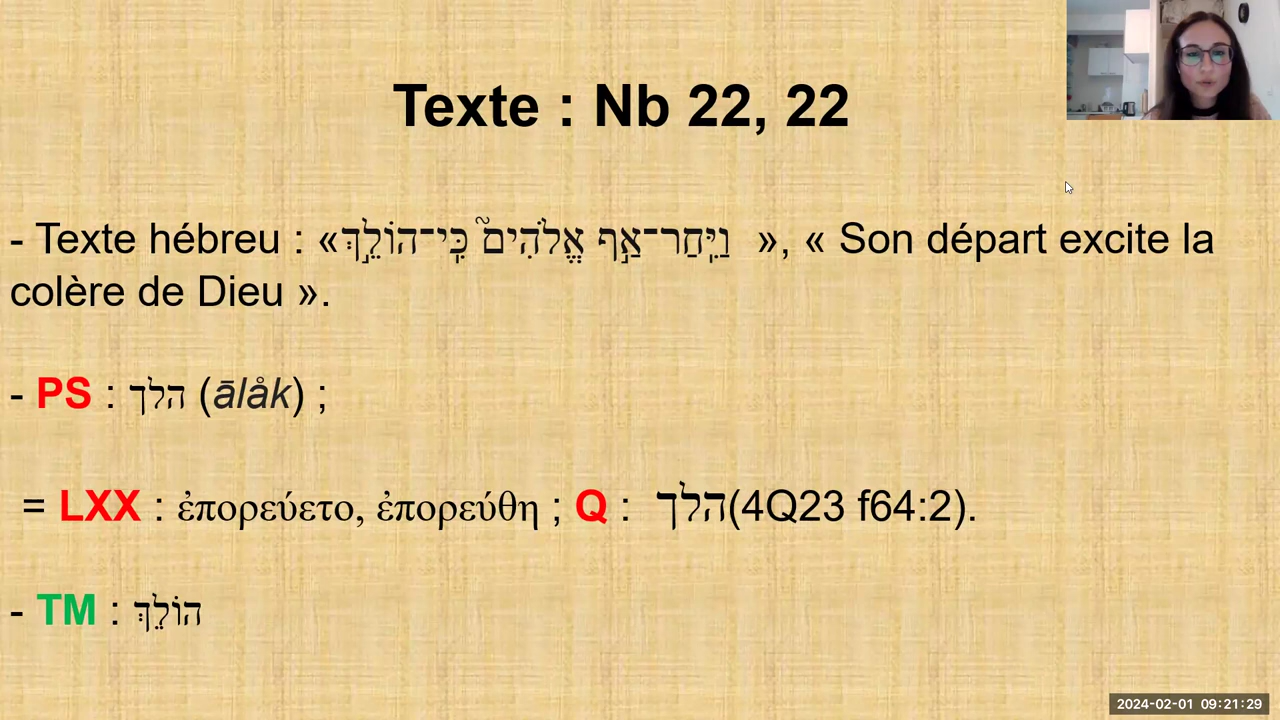 Texte : Nb 22, 22
- Texte hébreu : «וַיִּֽחַר־אַ֣ף אֱלֹהִים֮ כִּֽי־הוֹלֵ֣ךְ », « Son départ excite la
colère de Dieu ».
- PS : הלך (ālåk) ;
= LXX : ἐπορεύετο, ἐπορεύθη ; Q : הלך(4Q23 f64:2).
- TM : הוֹלֵךְ
2024-02-01 09:21:29